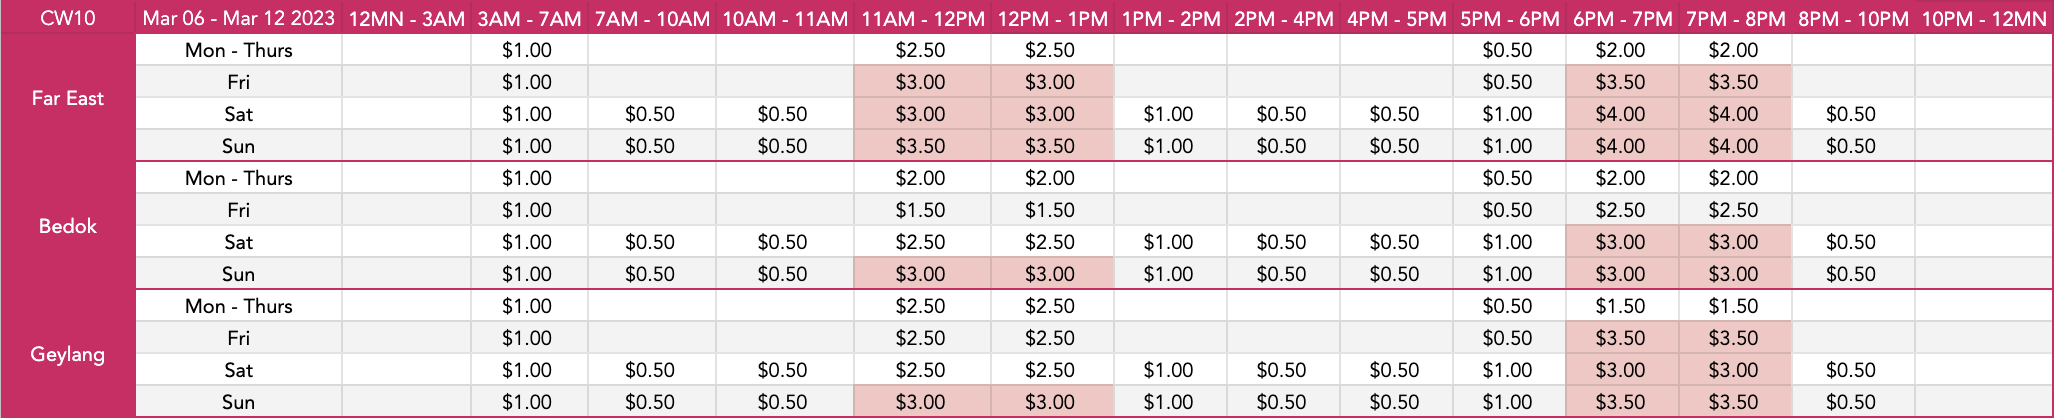 CW10 Mar 06 - Mar 12 2023 12MN - 3AM 3AM - 7AM 7AM - 10AM 10AM - 11AM 11AM - 12PM 12PM - 1PM 1PM - 2PM 2PM - 4PM 4PM - 5PM 5PM - 6PM 6PM - 7PM 7PM - 8PM 8PM - 10PM 10PM - 12MN
Far East
Mon - Thurs $1.00 $2.50 $2.50 $0.50 $2.00 $2.00
Fri $1.00 $3.00 $3.00 $0.50 $3.50 $3.50
Sat $1.00 $0.50 $0.50 $3.00 $3.00 $1.00 $0.50 $0.50 $1.00 $4.00 $4.00 $0.50
Sun $1.00 $0.50 $0.50 $3.50 $3.50 $1.00 $0.50 $0.50 $1.00 $4.00 $4.00 $0.50
Bedok
Mon - Thurs $1.00 $2.00 $2.00 $0.50 $2.00 $2.00
Fri $1.00 $1.50 $1.50 $0.50 $2.50 $2.50
Sat $1.00 $0.50 $0.50 $2.50 $2.50 $1.00 $0.50 $0.50 $1.00 $3.00 $3.00 $0.50
Sun $1.00 $0.50 $0.50 $3.00 $3.00 $1.00 $0.50 $0.50 $1.00 $3.00 $3.00 $0.50
Geylang
Mon - Thurs $1.00 $2.50 $2.50 $0.50 $1.50 $1.50
Fri $1.00 $2.50 $2.50 $0.50 $3.50 $3.50
Sat $1.00 $0.50 $0.50 $2.50 $2.50 $1.00 $0.50 $0.50 $1.00 $3.00 $3.00 $0.50
Sun $1.00 $0.50 $0.50 $3.00 $3.00 $1.00 $0.50 $0.50 $1.00 $3.50 $3.50 $0.50